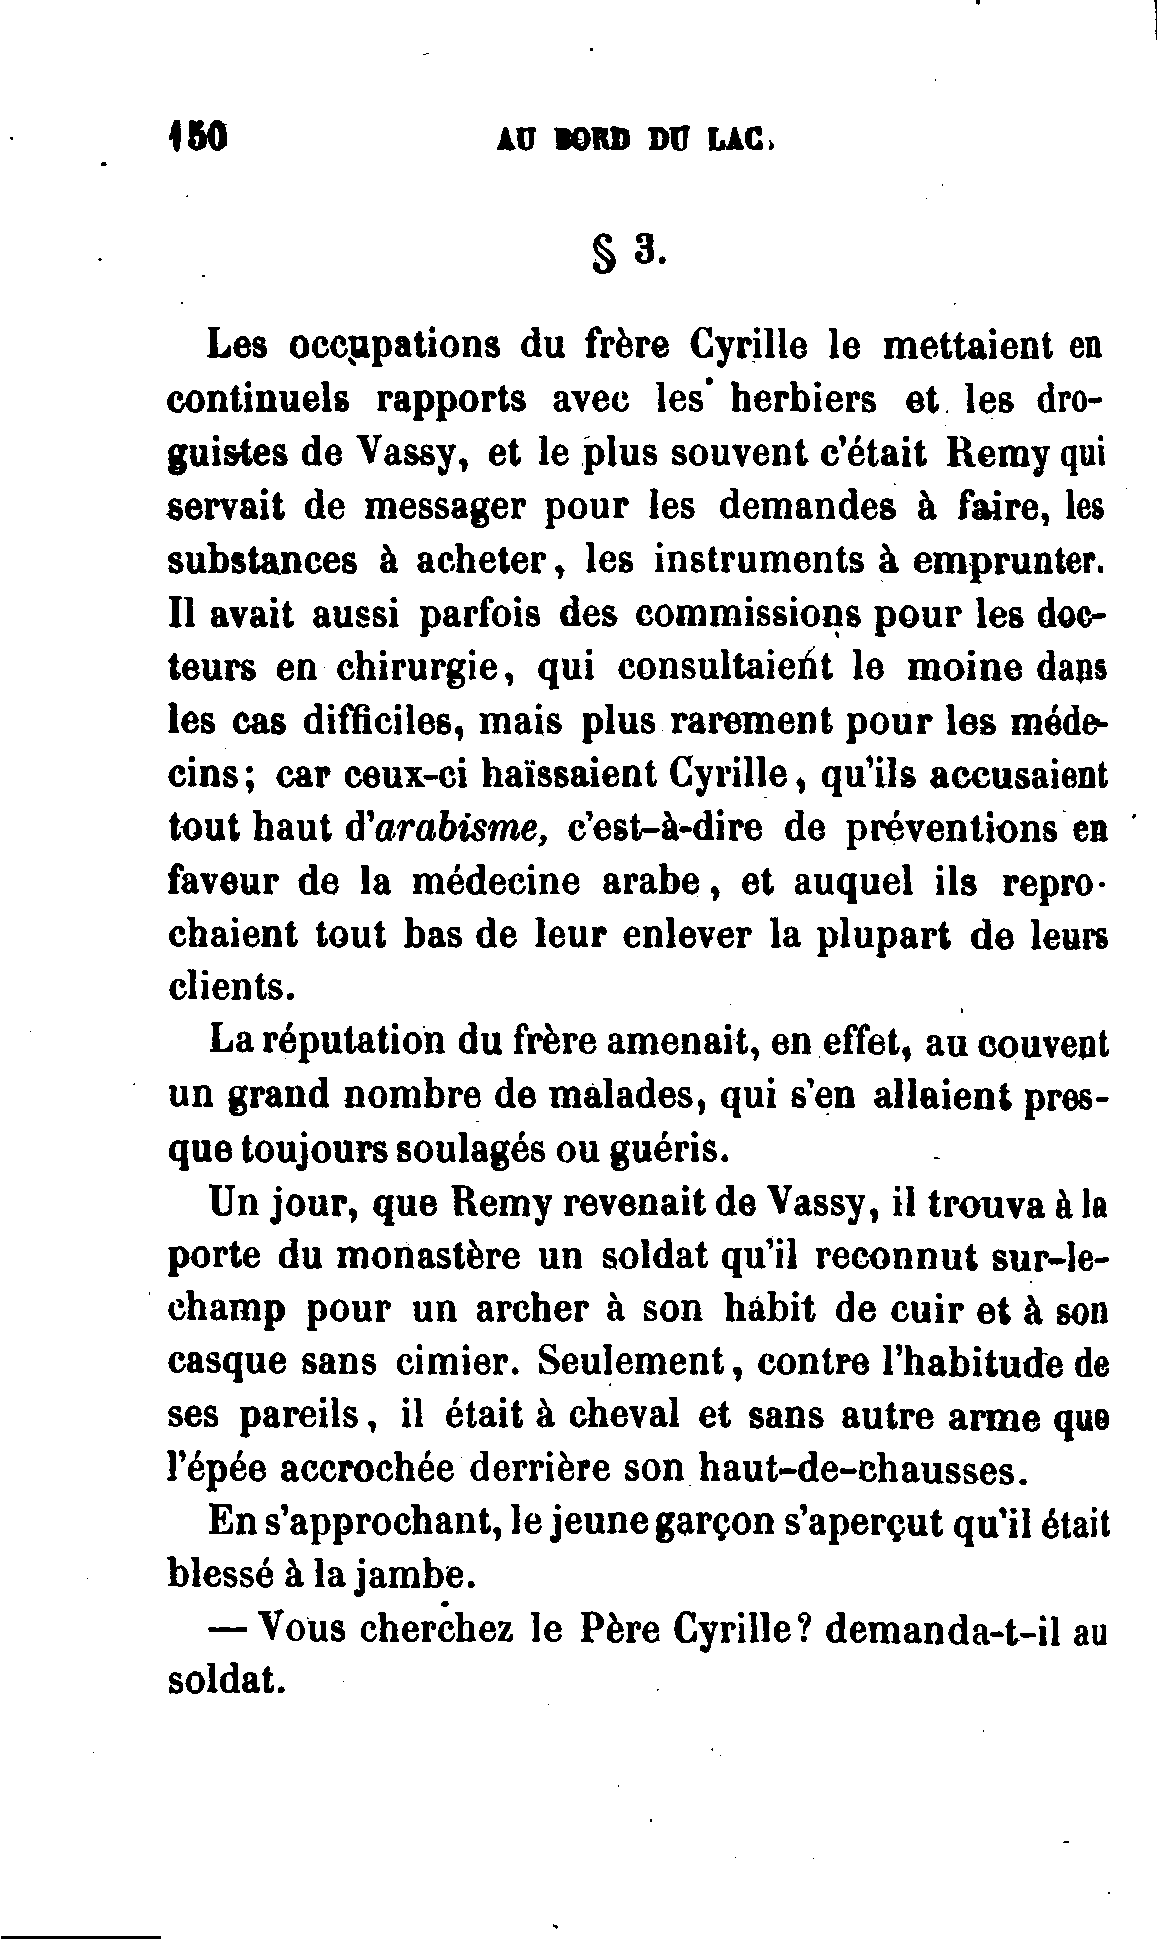 150 AU BORD DU LAC.
§ 3.
Les occupations du frère Cyrille le mettaient en
continuels rapports avec les herbiers et les dro-
guistes de Vassy, et le plus souvent c'était Remy qui
servait de messager pour les demandes à faire, les
substances à acheter, les instruments à emprunter.
Il avait aussi parfois des commissions pour les doc-
teurs en chirurgie, qui consultaient le moine dans
les cas difficiles, mais plus rarement pour les méde-
cins; car ceux-ci haïssaient Cyrille, qu'ils accusaient
tout haut d'arabisme, c'est-à-dire de préventions en
faveur de la médecine arabe, et auquel ils repro-
chaient tout bas de leur enlever la plupart de leurs
clients.
La réputation du frère amenait, en effet, au couvent
un grand nombre de malades, qui s'en allaient pres-
que toujours soulagés ou guéris.
Un jour, que Remy revenait de Vassy, il trouva à la
porte du monastère un soldat qu'il reconnut sur-le-
champ pour un archer à son habit de cuir et à son
casque sans cimier. Seulement, contre l'habitude de
ses pareils, il était à cheval et sans autre arme que
l'épée accrochée derrière son haut-de-chausses.
En s'approchant, le jeune garçon s'aperçut qu'il était
blessé à la jambe.
— Vous cherchez le Père Cyrille? demanda-t-il au
soldat.